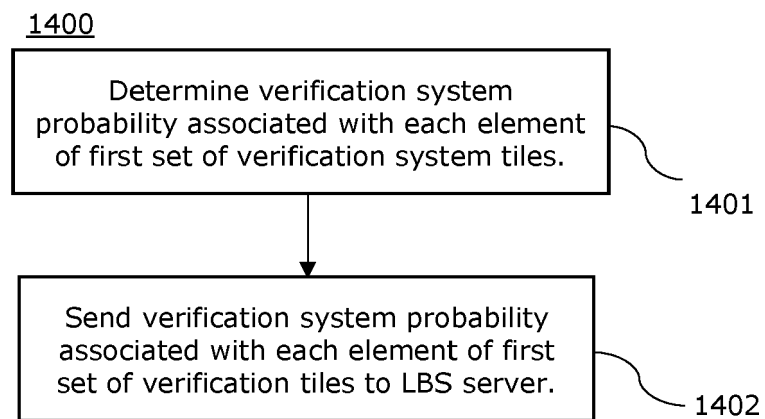 1400
Determine verification system
probability associated with each element
of first set of verification system tiles.
1401
Send verification system probability
associated with each element of first
set of verification tiles to LBS server.
1402